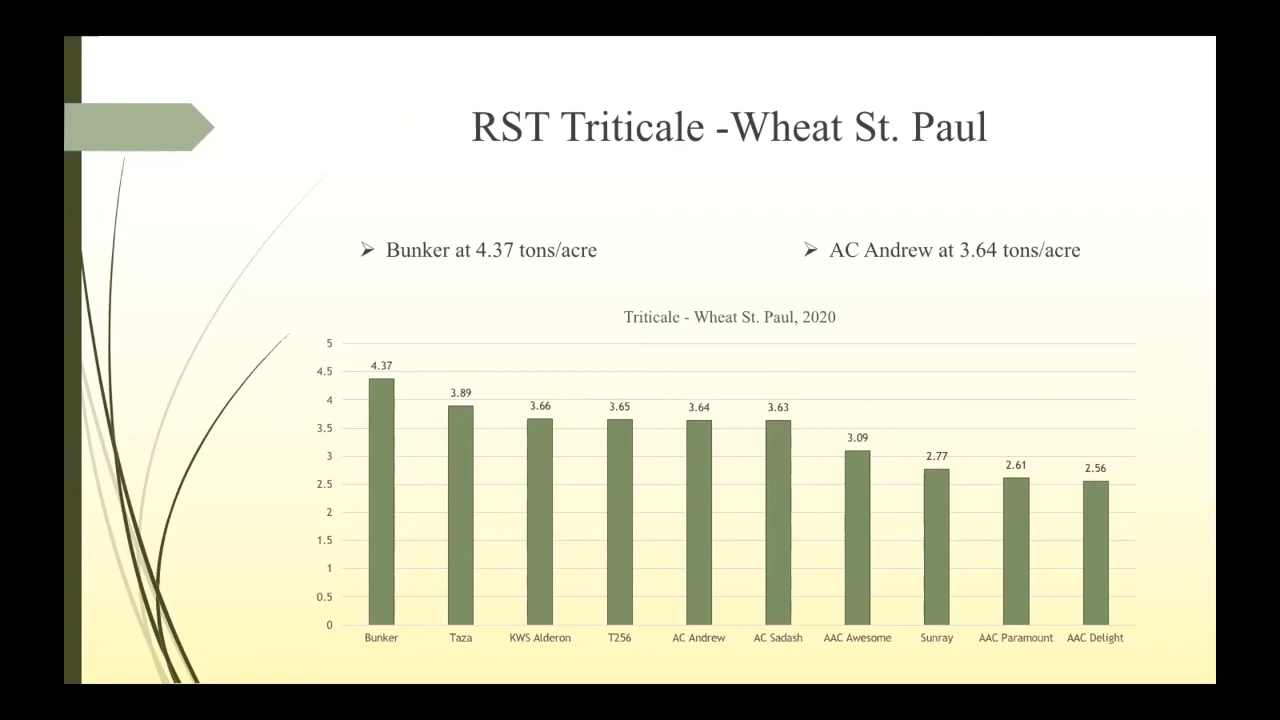 RST Triticale -Wheat St. Paul
Bunker at 4.37 tons/acre
AC Andrew at 3.64 tons/acre
Triticale - Wheat St. Paul, 2020
5
4.5
4
3.5
3
2.5
2
1.5
1
0.5
0
4.37
3.89
3.66
3.65
3.64
3.63
3.09
2.77
2.61
2.56
Bunker
Taza
KWS Alderon
T256
AC Andrew
AC Sadash
AAC Awesome
Sunray
AAC Paramount
AAC Delight